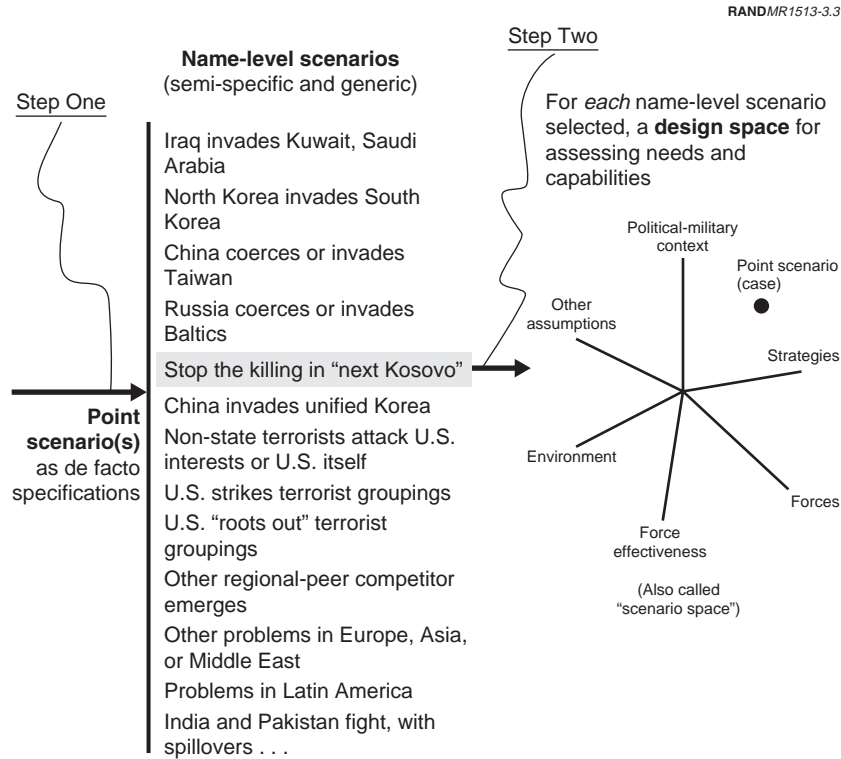 RANDMR1513-3.3
Step One
Name-level scenarios
(semi-specific and generic)
Step Two
For each name-level scenario
selected, a design space for
assessing needs and
capabilities
Iraq invades Kuwait, Saudi
Arabia
North Korea invades South
Korea
China coerces or invades
Taiwan
Russia coerces or invades
Baltics
Stop the killing in “next Kosovo”
China invades unified Korea
Non-state terrorists attack U.S.
interests or U.S. itself
U.S. strikes terrorist groupings
U.S. “roots out” terrorist
groupings
Other regional-peer competitor
emerges
Other problems in Europe, Asia,
or Middle East
Problems in Latin America
India and Pakistan fight, with
spillovers . . .
Point
scenario(s)
as de facto
specifications
Political-military
context
Point scenario
(case)
Other
assumptions
Strategies
Environment
Forces
Force
effectiveness
(Also called
“scenario space”)